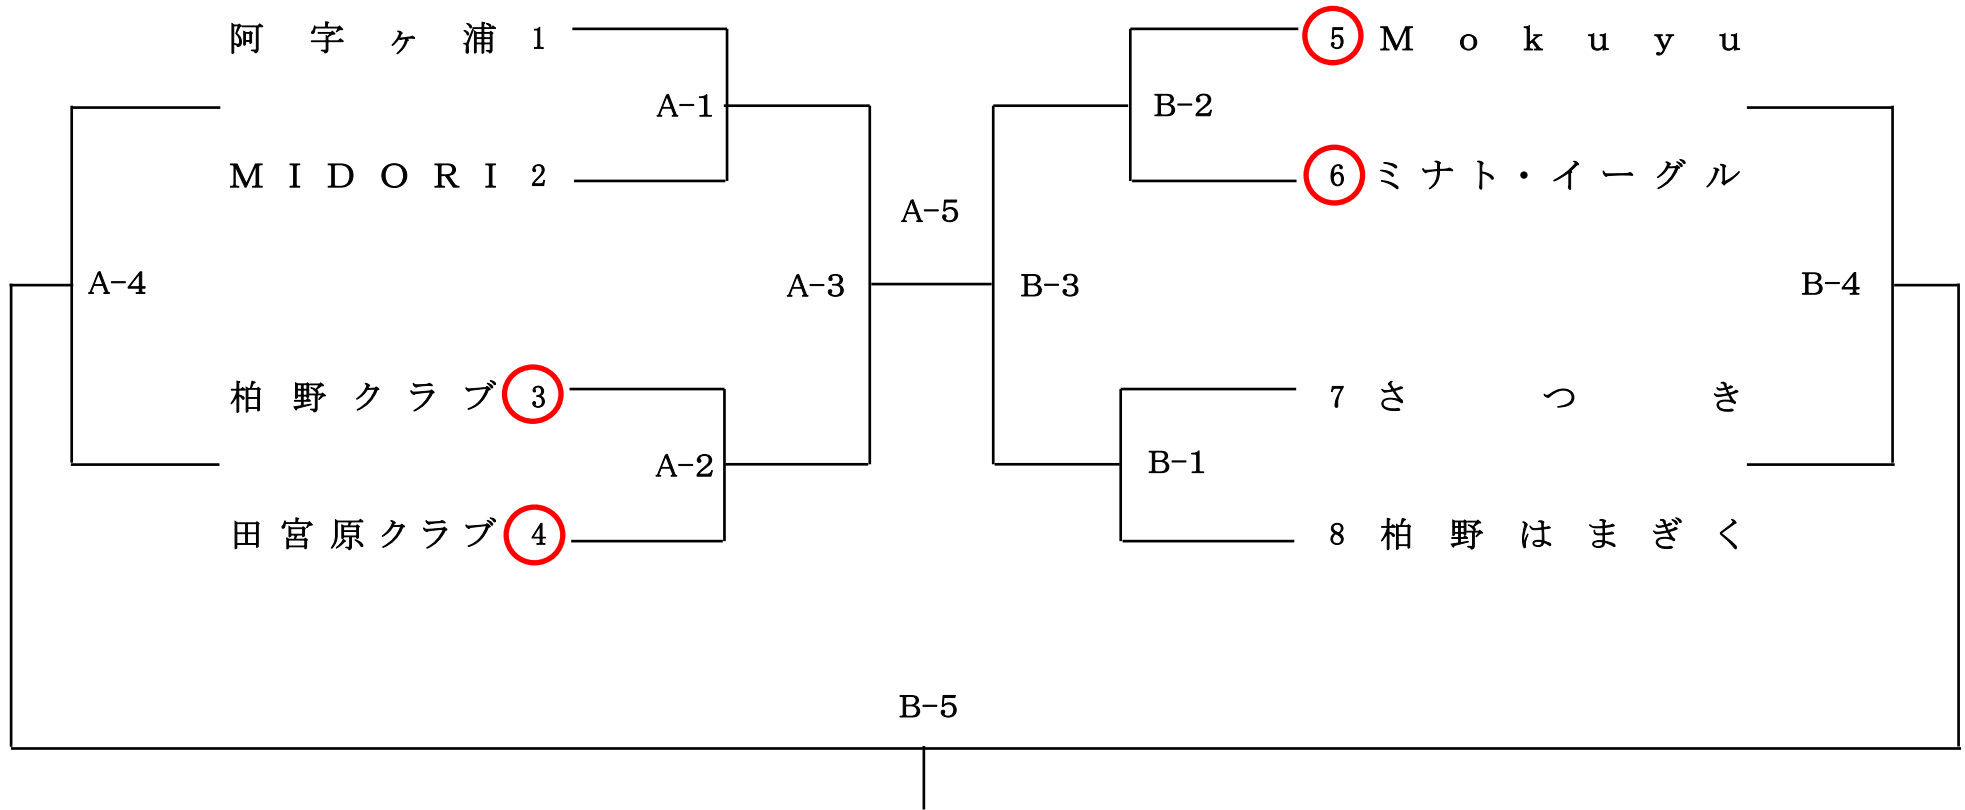 阿字ヶ浦 1
5 Mokuyu
A-1
B-2
MIDORI 2
6 ミナト・イーグル
A-5
A-4
A-3
B-3
B-4
柏野クラブ 3
7 さつき
A-2
B-1
田宮原クラブ 4
8 柏野はまぎく
B-5